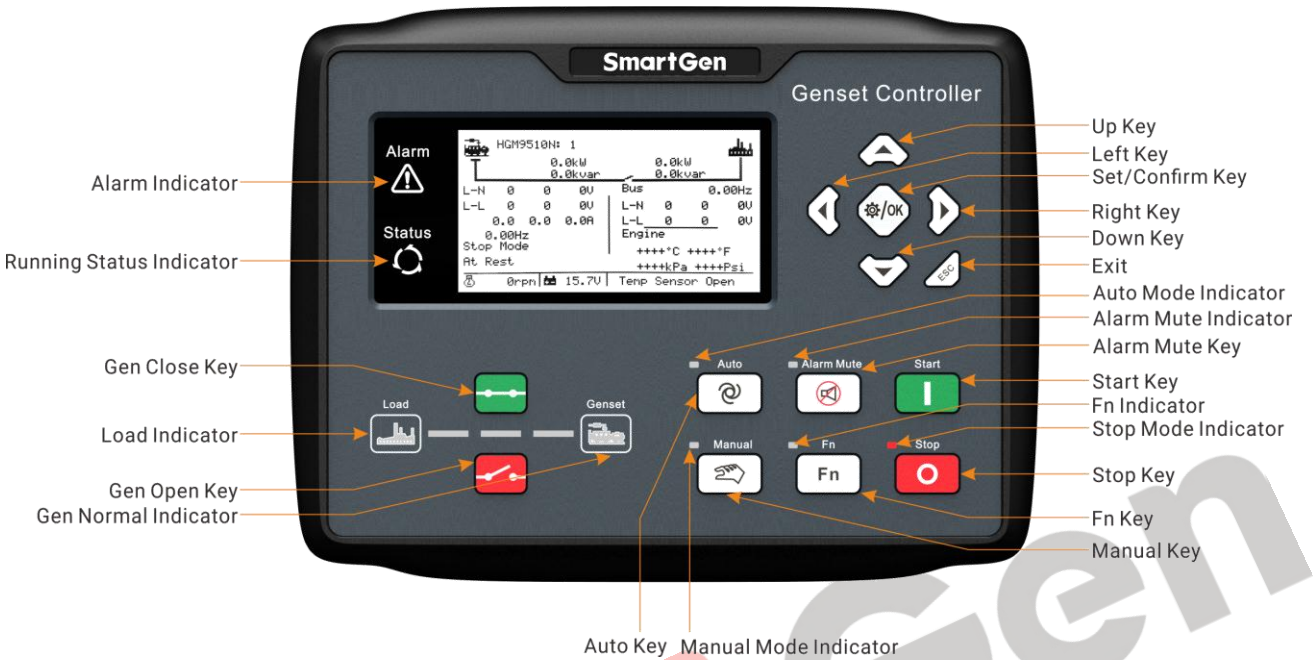 SmartGen
Genset Controller
Alarm
Status
HGM9510N: 1
0.0kW 0.0kW
0.0kvar 0.0kvar
L-N 0 0 0V Bus 0.00Hz
L-L 0 0 0V L-N 0 0 0V
0.0 0.0 0.0A L-L 0 0 0V
0.00Hz Engine
Stop Mode ++++°C ++++°F
At Rest ++++kPa ++++Psi
0rpm 15.7V Temp Sensor Open
⚙/OK
ESC
Auto
Alarm Mute
Start
Load
Genset
Manual
Fn
Stop
Fn
Alarm Indicator
Running Status Indicator
Gen Close Key
Load Indicator
Gen Open Key
Gen Normal Indicator
Up Key
Left Key
Set/Confirm Key
Right Key
Down Key
Exit
Auto Mode Indicator
Alarm Mute Indicator
Alarm Mute Key
Start Key
Fn Indicator
Stop Mode Indicator
Stop Key
Fn Key
Manual Key
Auto Key
Manual Mode Indicator
Gen